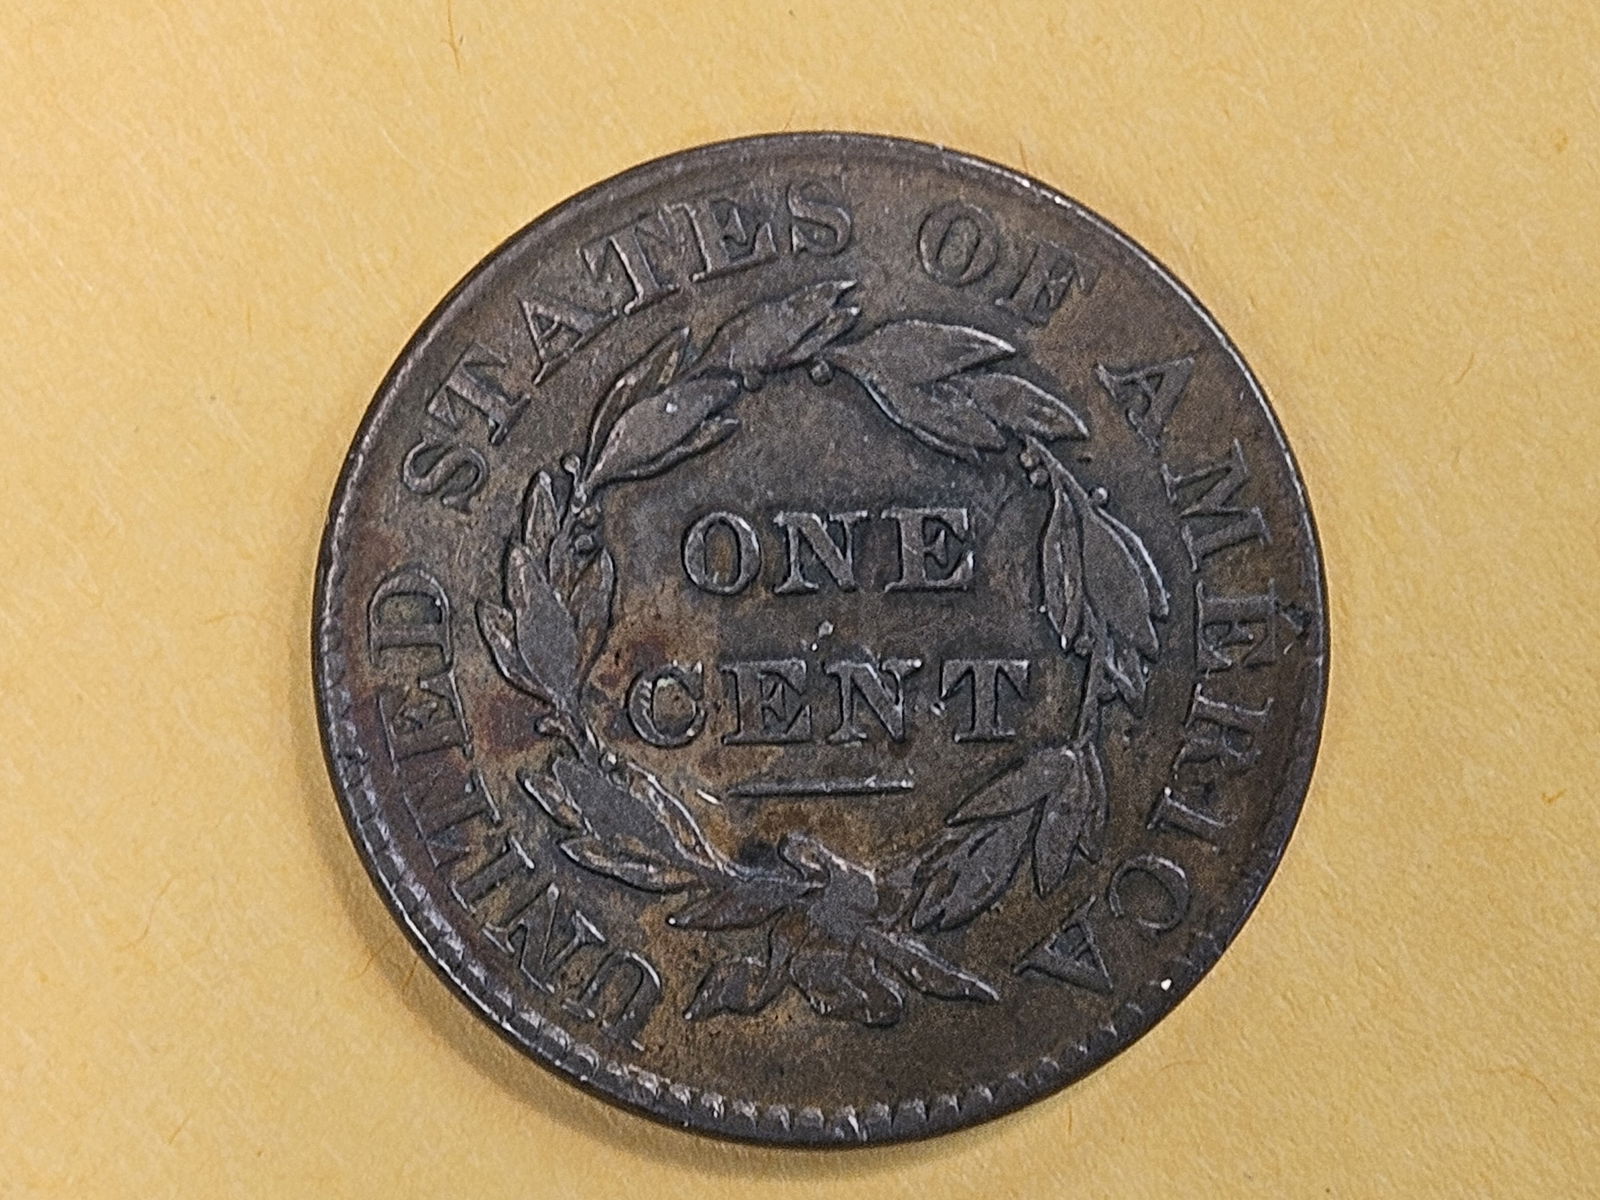 UNITED STATES OF AMERICA
ONE
CENT